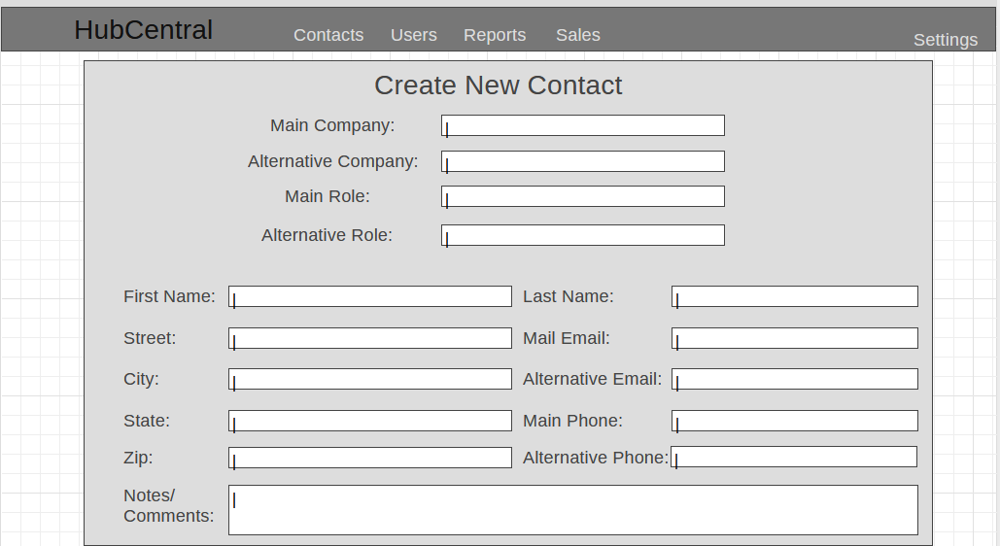 HubCentral Contacts Users Reports Sales Settings
Create New Contact
Main Company:
Alternative Company:
Main Role:
Alternative Role:
First Name: Last Name:
Street: Mail Email:
City: Alternative Email:
State: Main Phone:
Zip: Alternative Phone:
Notes/
Comments: